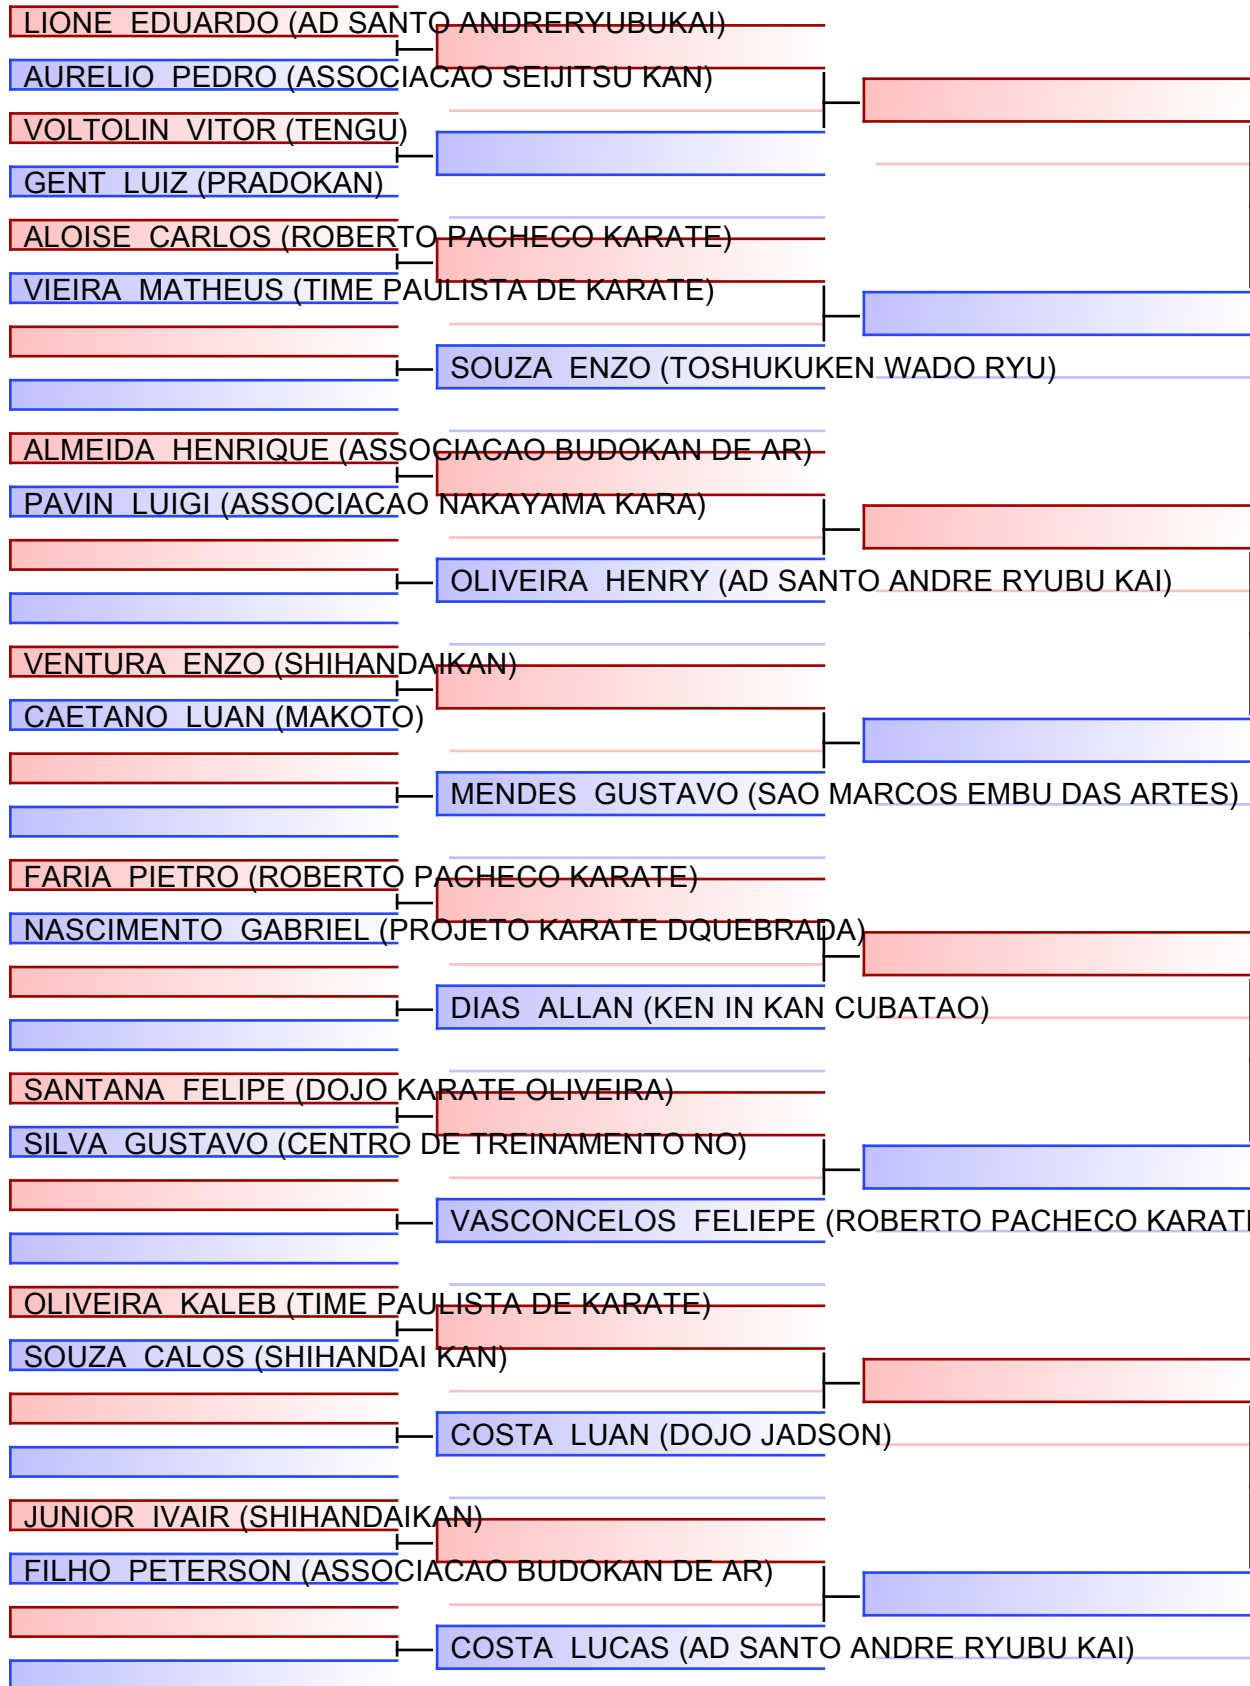 LIONE EDUARDO (AD SANTO ANDRERYUBUKAI)
AURELIO PEDRO (ASSOCIACAO SEIJITSU KAN)
VOLTOLIN VITOR (TENGU)
GENT LUIZ (PRADOKAN)
ALOISE CARLOS (ROBERTO PACHECO KARATE)
VIEIRA MATHEUS (TIME PAULISTA DE KARATE)
SOUZA ENZO (TOSHUKUKEN WADO RYU)
ALMEIDA HENRIQUE (ASSOCIACAO BUDOKAN DE AR)
PAVIN LUIGI (ASSOCIACAO NAKAYAMA KARA)
OLIVEIRA HENRY (AD SANTO ANDRE RYUBU KAI)
VENTURA ENZO (SHIHANDAIKAN)
CAETANO LUAN (MAKOTO)
MENDES GUSTAVO (SAO MARCOS EMBU DAS ARTES)
FARIA PIETRO (ROBERTO PACHECO KARATE)
NASCIMENTO GABRIEL (PROJETO KARATE DQUEBRADA)
DIAS ALLAN (KEN IN KAN CUBATAO)
SANTANA FELIPE (DOJO KARATE OLIVEIRA)
SILVA GUSTAVO (CENTRO DE TREINAMENTO NO)
VASCONCELOS FELIEPE (ROBERTO PACHECO KARATE
OLIVEIRA KALEB (TIME PAULISTA DE KARATE)
SOUZA CALOS (SHIHANDAI KAN)
COSTA LUAN (DOJO JADSON)
JUNIOR IVAIR (SHIHANDAIKAN)
FILHO PETERSON (ASSOCIACAO BUDOKAN DE AR)
COSTA LUCAS (AD SANTO ANDRE RYUBU KAI)